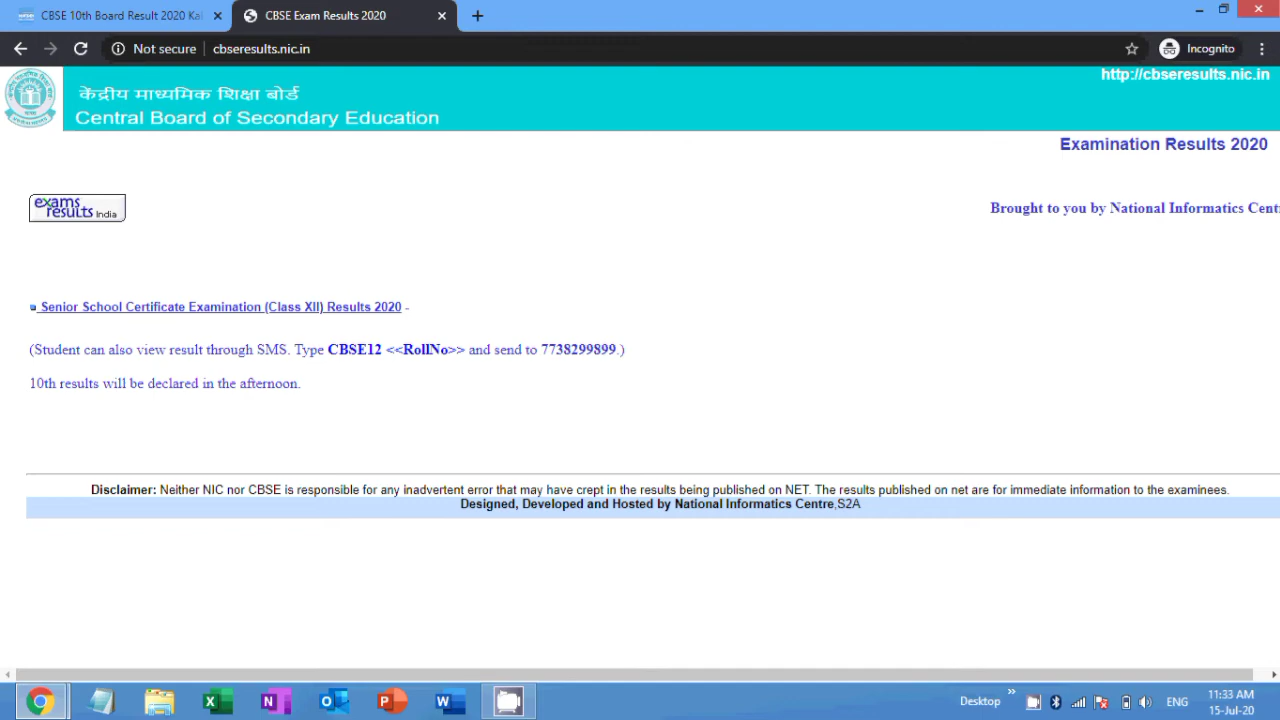 CBSE 10th Board Result 2020 Kal
CBSE Exam Results 2020
Not secure
cbseresults.nic.in
Incognito
http://cbseresults.nic.in
केंद्रीय माध्यमिक शिक्षा बोर्ड
Central Board of Secondary Education
Examination Results 2020
exams
results India
Brought to you by National Informatics Cent
Senior School Certificate Examination (Class XII) Results 2020 -
(Student can also view result through SMS. Type CBSE12 <<RollNo>> and send to 7738299899.)
10th results will be declared in the afternoon.
Disclaimer: Neither NIC nor CBSE is responsible for any inadvertent error that may have crept in the results being published on NET. The results published on net are for immediate information to the examinees.
Designed, Developed and Hosted by National Informatics Centre,S2A
Desktop
ENG
11:33 AM
15-Jul-20